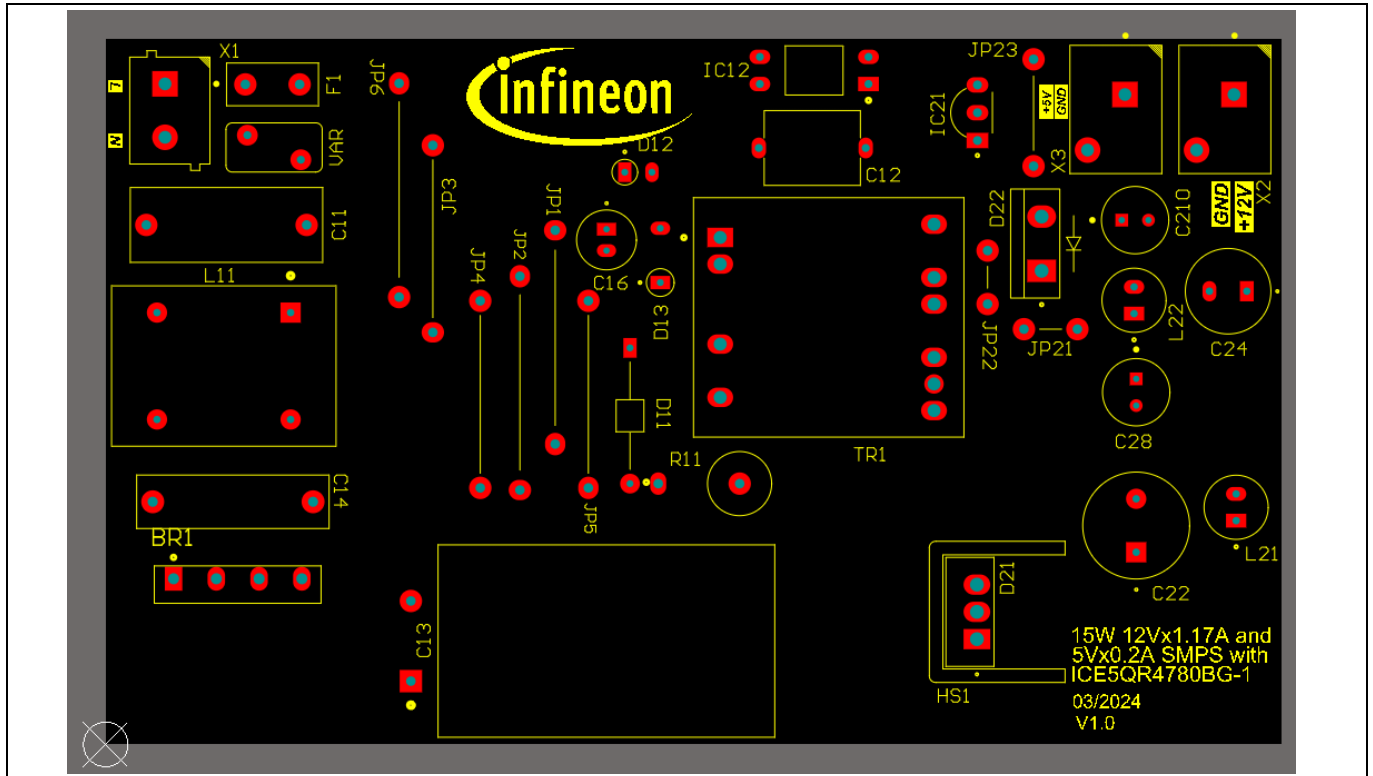 X1
F1
JP6
infineon
IC12
JP23
+5V
GND
IC21
X3
VAR
JP3
D12
C12
D22
C210
GND
+12V
X2
C11
L11
JP1
JP2
JP4
C16
D13
JP22
JP21
L22
C24
D11
C28
TR1
R11
C14
JP5
BR1
L21
D21
C22
C13
HS1
15W 12Vx1.17A and
5Vx0.2A SMPS with
ICE5QR4780BG-1
03/2024
V1.0